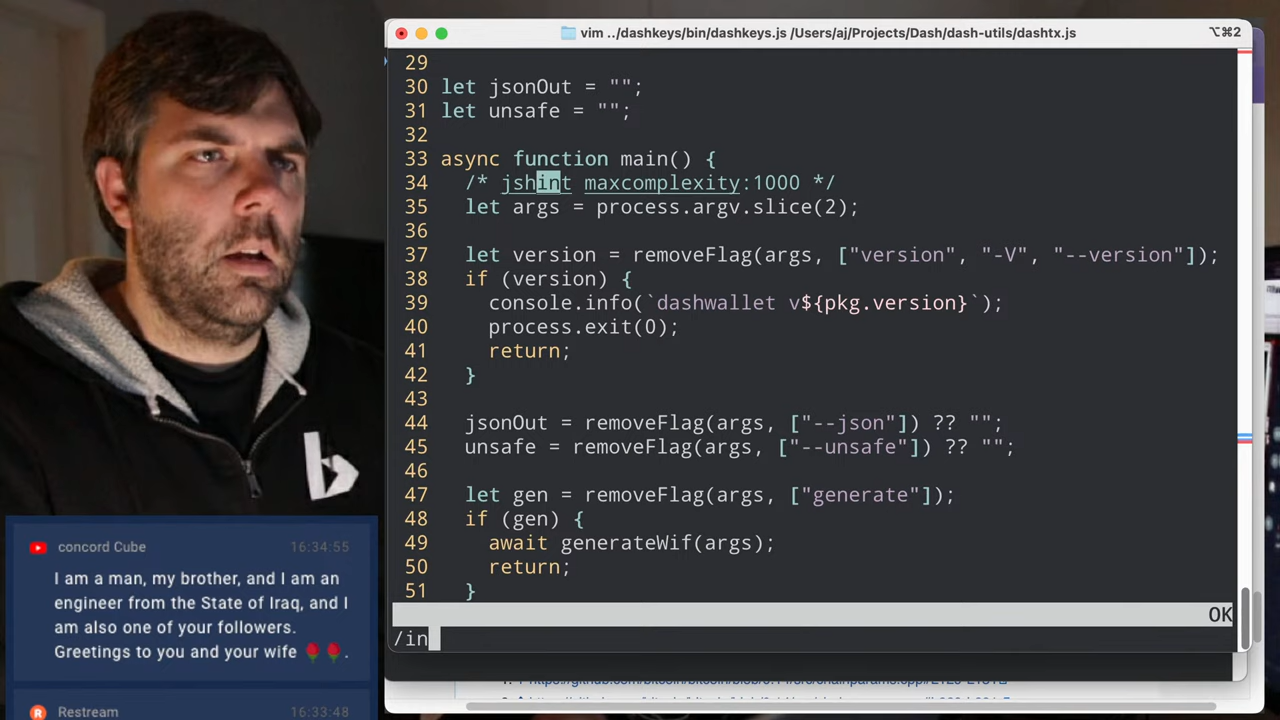 vim ../dashkeys/bin/dashkeys.js /Users/aj/Projects/Dash/dash-utils/dashtx.js
⌥⌘2
29
30 let jsonOut = "";
31 let unsafe = "";
32
33 async function main() {
34 /* jshint maxcomplexity:1000 */
35 let args = process.argv.slice(2);
36
37 let version = removeFlag(args, ["version", "-V", "--version"]);
38 if (version) {
39 console.info(`dashwallet v${pkg.version}`);
40 process.exit(0);
41 return;
42 }
43
44 jsonOut = removeFlag(args, ["--json"]) ?? "";
45 unsafe = removeFlag(args, ["--unsafe"]) ?? "";
46
47 let gen = removeFlag(args, ["generate"]);
48 if (gen) {
49 await generateWif(args);
50 return;
51 }
OK
/in
concord Cube 16:34:55
I am a man, my brother, and I am an
engineer from the State of Iraq, and I
am also one of your followers.
Greetings to you and your wife 🌹🌹.
Restream 16:33:48